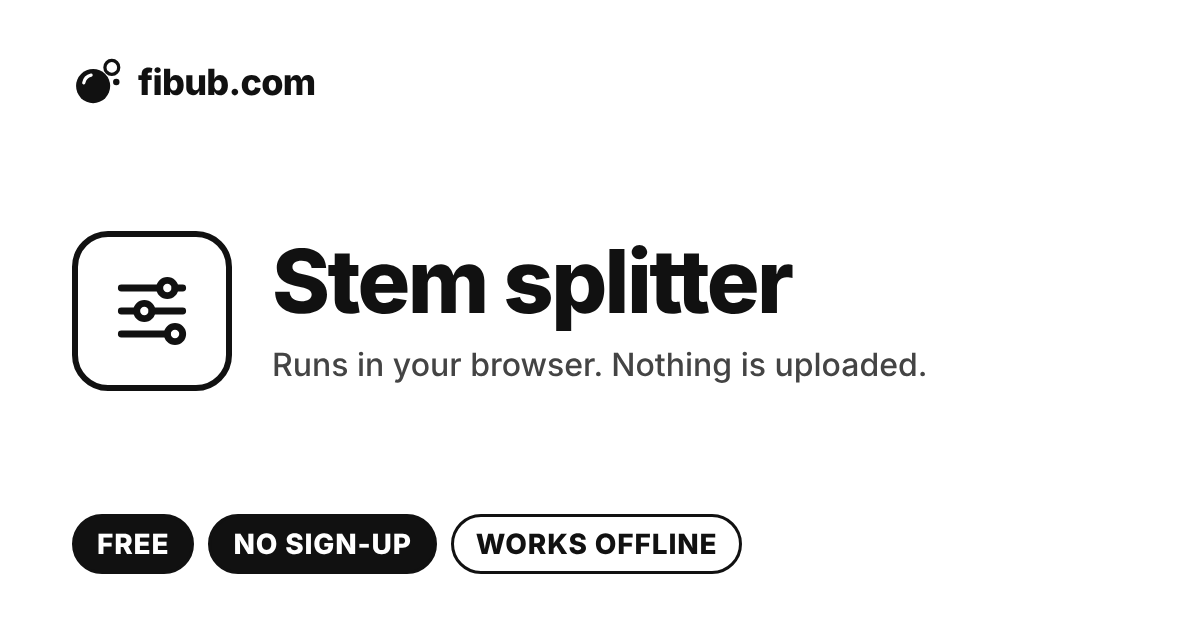 fibub.com
Stem splitter
Runs in your browser. Nothing is uploaded.
FREE
NO SIGN-UP
WORKS OFFLINE